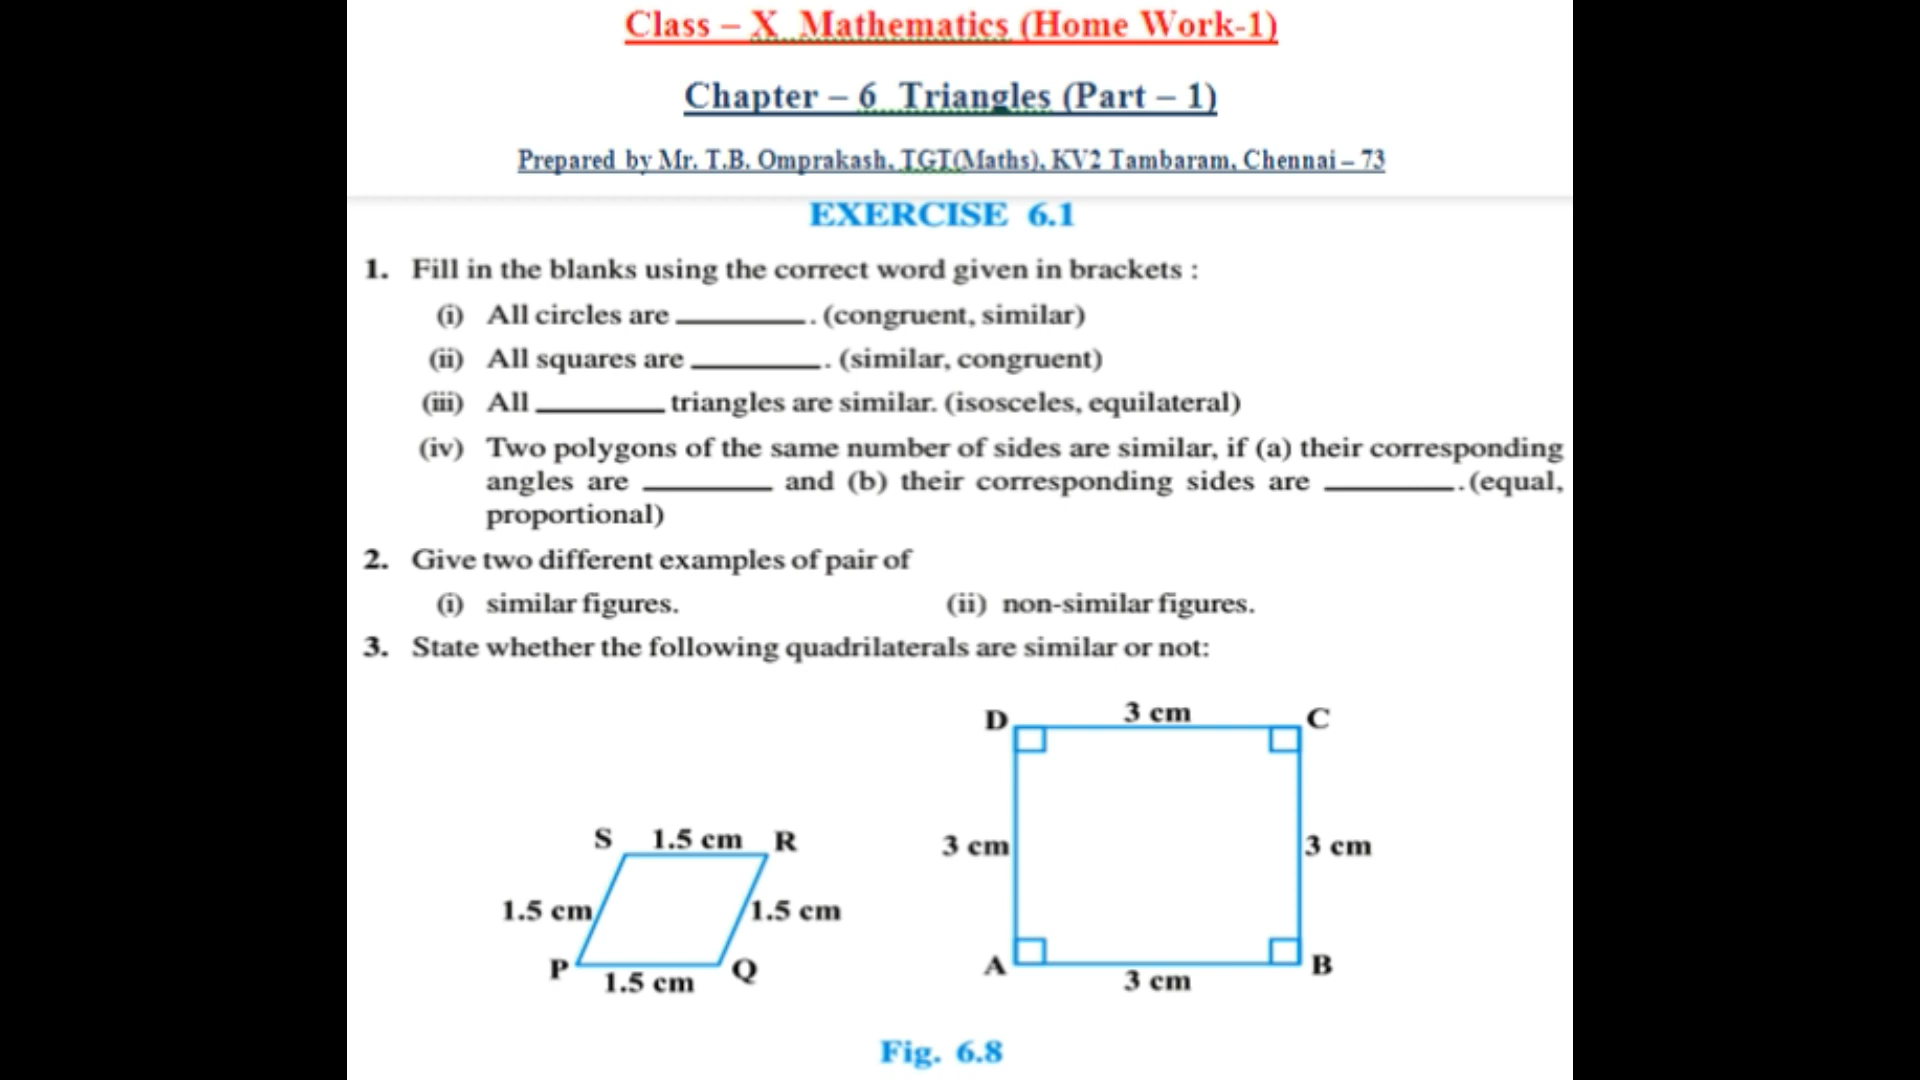 Class – X Mathematics (Home Work-1)
Chapter – 6 Triangles (Part – 1)
Prepared by Mr. T.B. Omprakash, TGT(Maths), KV2 Tambaram, Chennai – 73
EXERCISE 6.1
1. Fill in the blanks using the correct word given in brackets :
(i) All circles are ________. (congruent, similar)
(ii) All squares are ________. (similar, congruent)
(iii) All ________ triangles are similar. (isosceles, equilateral)
(iv) Two polygons of the same number of sides are similar, if (a) their corresponding
angles are ________ and (b) their corresponding sides are ________. (equal,
proportional)
2. Give two different examples of pair of
(i) similar figures. (ii) non-similar figures.
3. State whether the following quadrilaterals are similar or not:
D 3 cm C
S 1.5 cm R 3 cm 3 cm
1.5 cm 1.5 cm
P 1.5 cm Q A 3 cm B
Fig. 6.8